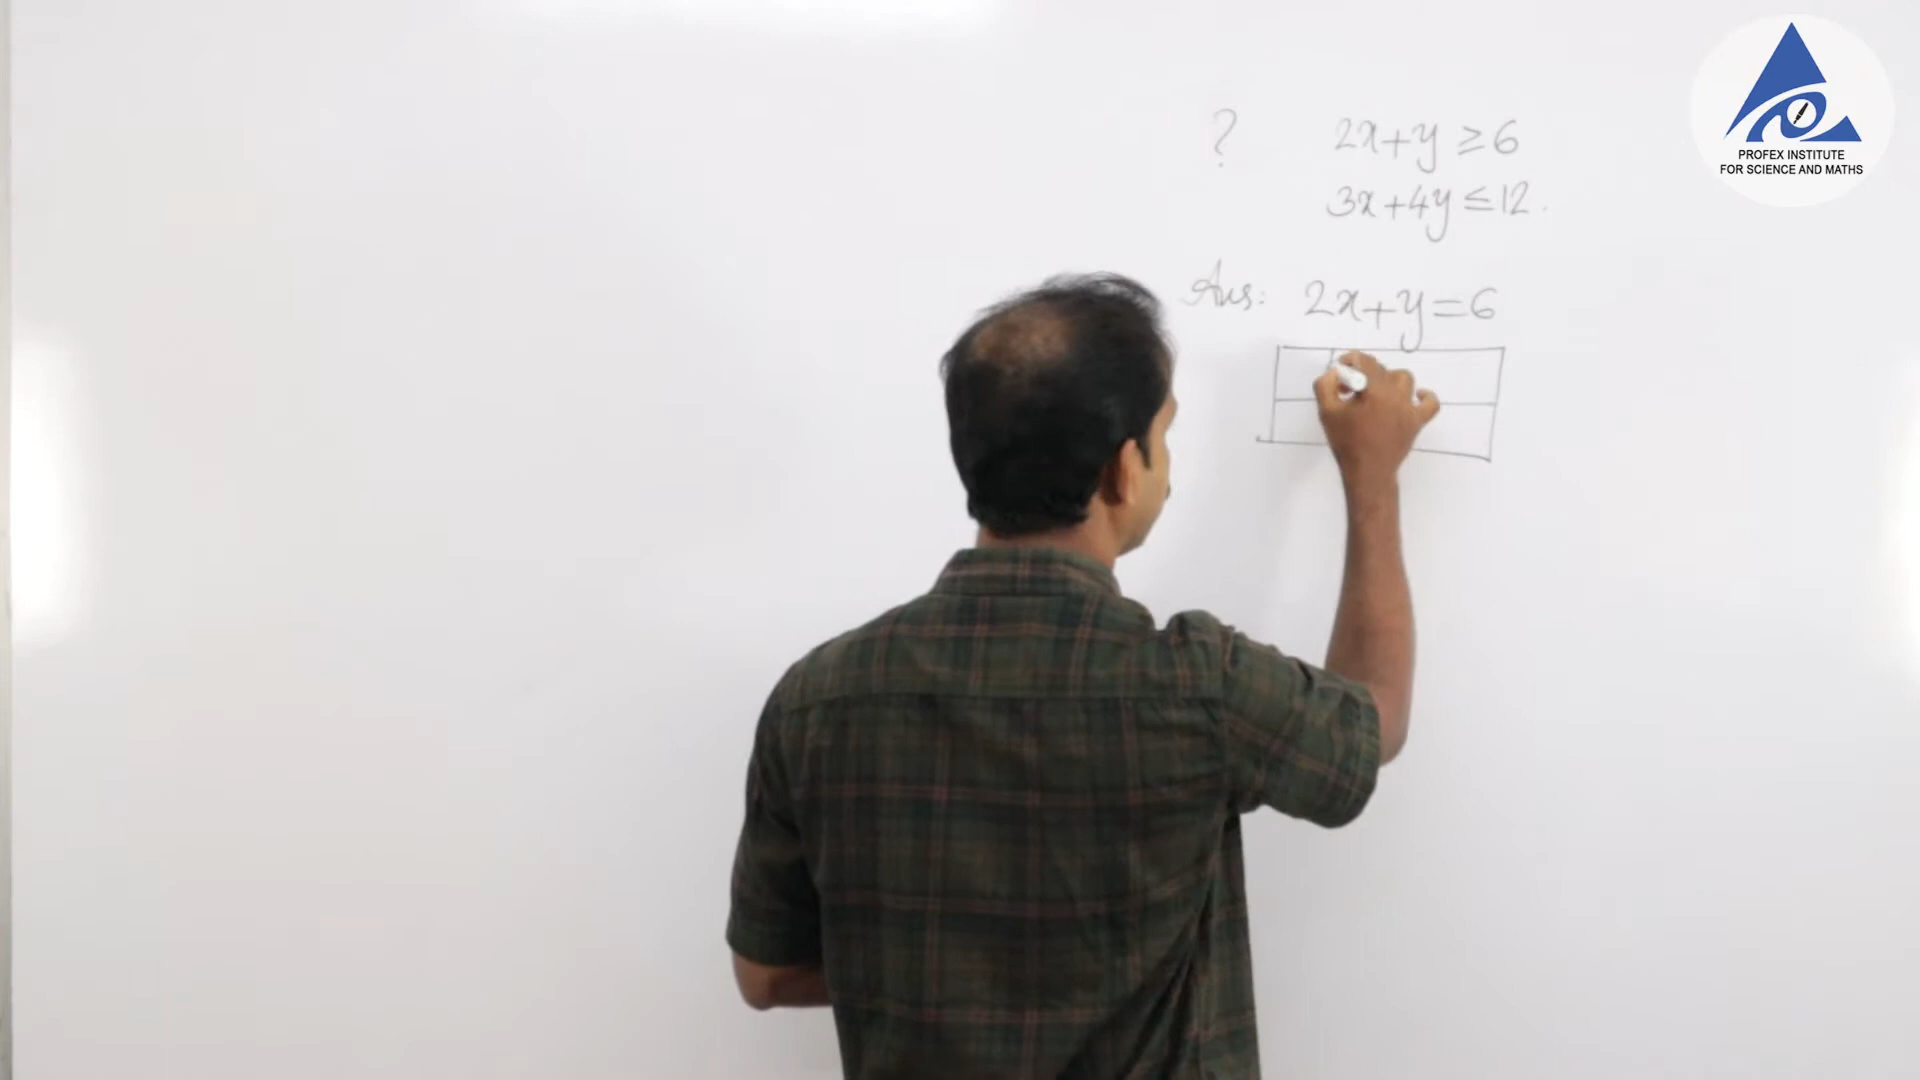 ? 2x+y ≥ 6
3x+4y ≤ 12.
Ans: 2x+y=6
PROFEX INSTITUTE
FOR SCIENCE AND MATHS